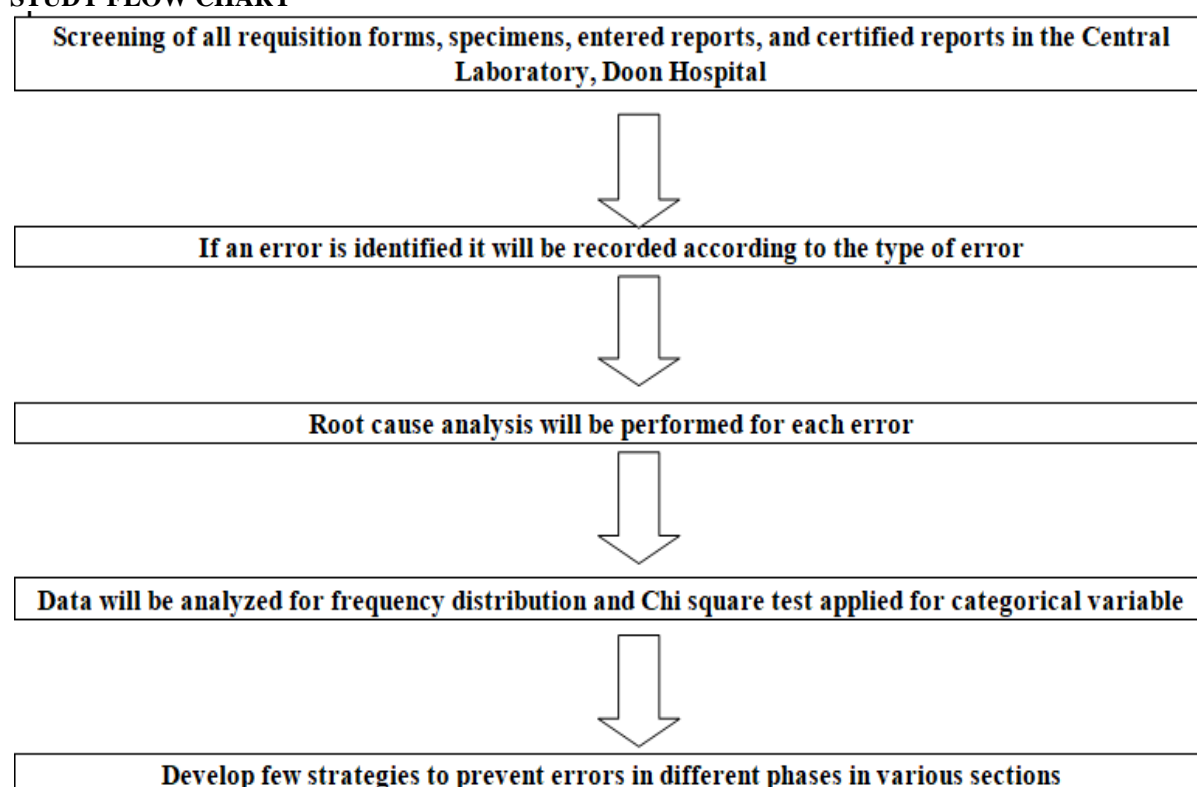 STUDY FLOW CHART
Screening of all requisition forms, specimens, entered reports, and certified reports in the Central
Laboratory, Doon Hospital
If an error is identified it will be recorded according to the type of error
Root cause analysis will be performed for each error
Data will be analyzed for frequency distribution and Chi square test applied for categorical variable
Develop few strategies to prevent errors in different phases in various sections